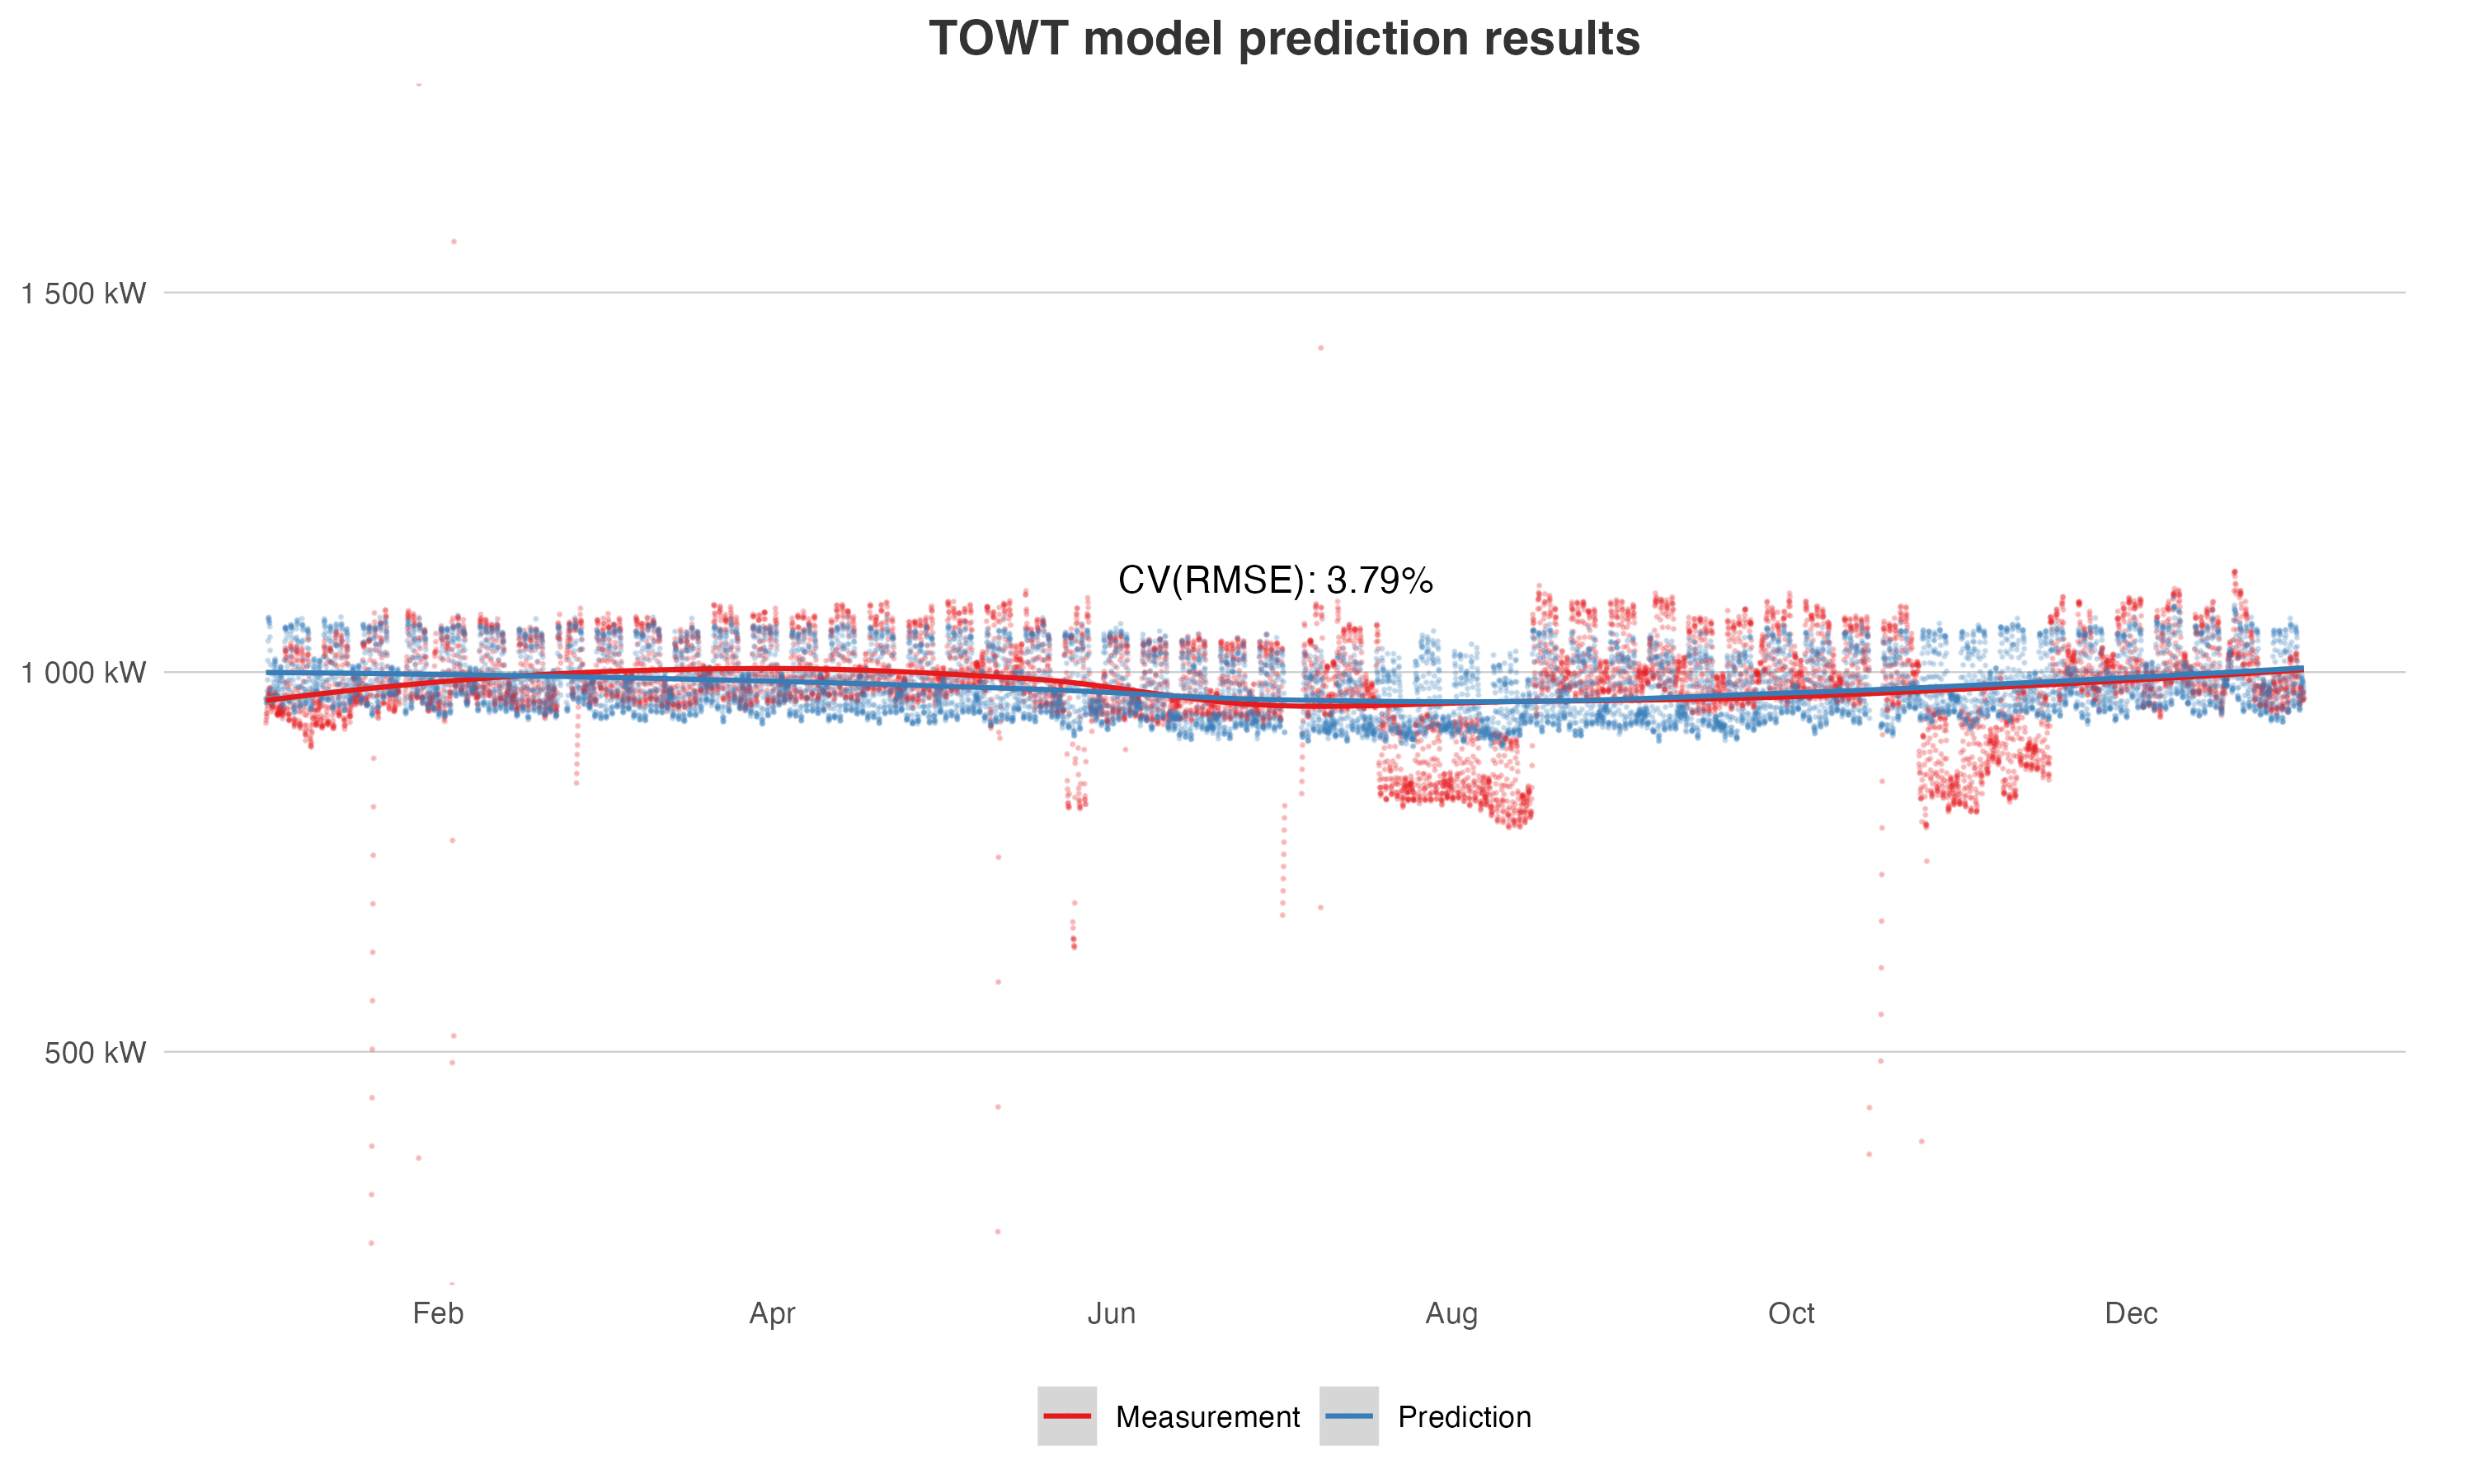 TOWT model prediction results
1 500 kW
CV(RMSE): 3.79%
1 000 kW
500 kW
Feb Apr Jun Aug Oct Dec
Measurement Prediction